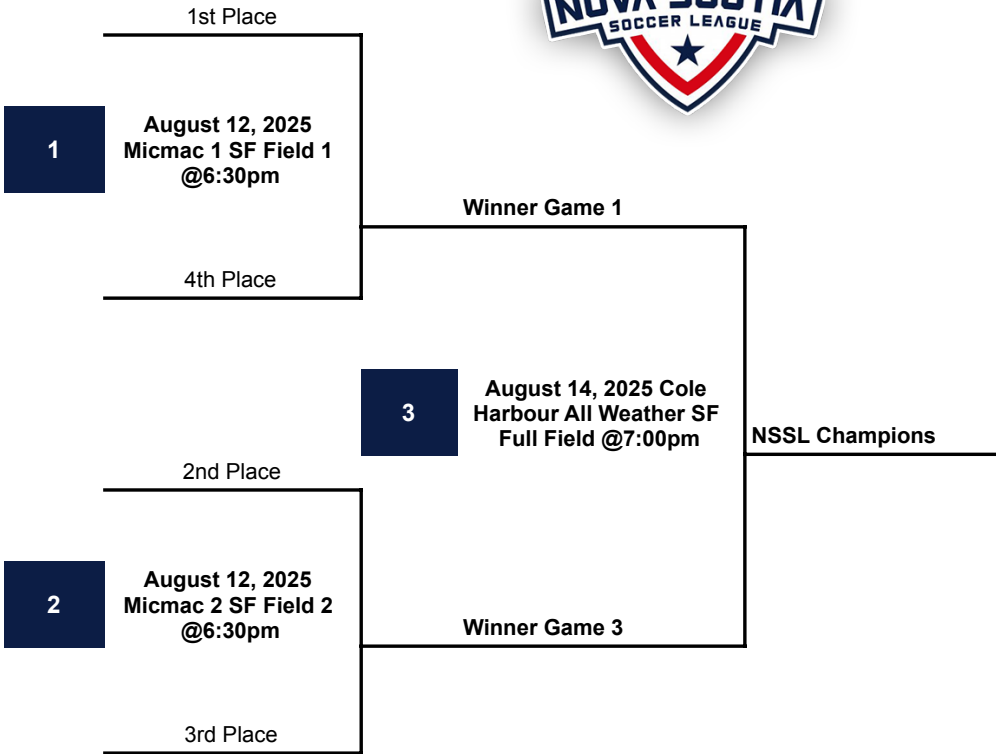 NOVA SCOTIA
SOCCER LEAGUE
1st Place
1
August 12, 2025
Micmac 1 SF Field 1
@6:30pm
Winner Game 1
4th Place
3
August 14, 2025 Cole
Harbour All Weather SF
Full Field @7:00pm
NSSL Champions
2nd Place
2
August 12, 2025
Micmac 2 SF Field 2
@6:30pm
Winner Game 3
3rd Place